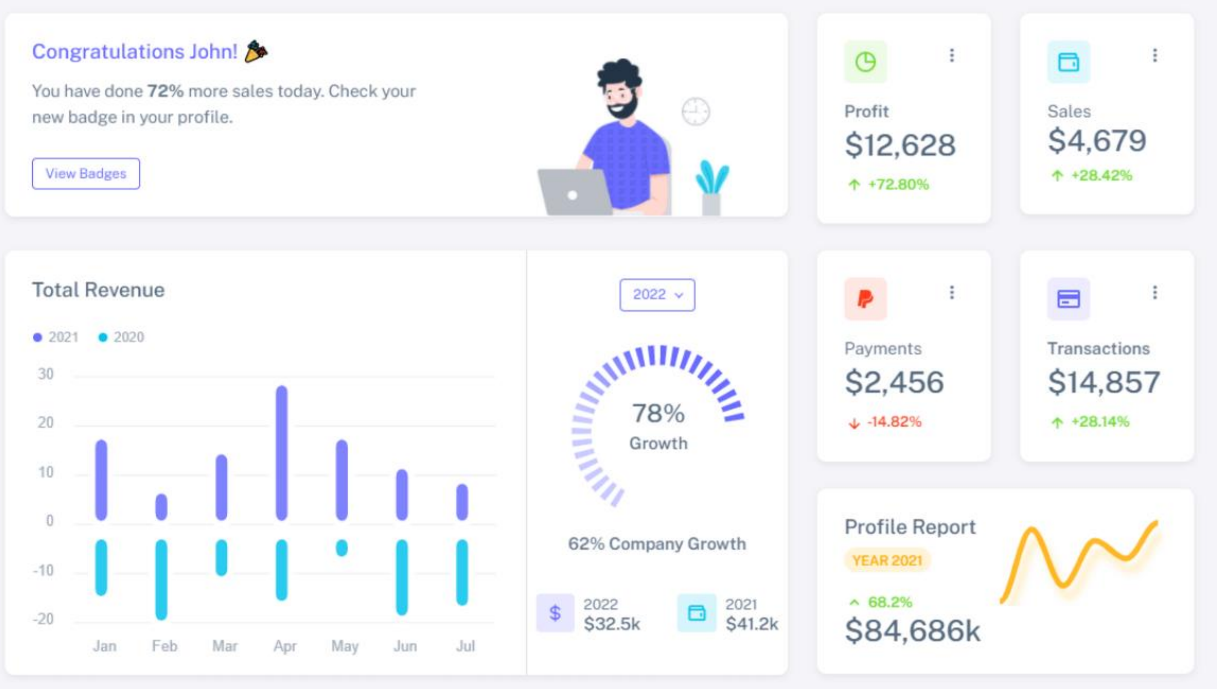 Congratulations John!
You have done 72% more sales today. Check your
new badge in your profile.
View Badges
Profit
$12,628
+72.80%
Sales
$4,679
+28.42%
Total Revenue
2021 2020
30
20
10
0
-10
-20
Jan Feb Mar Apr May Jun Jul
2022
78%
Growth
62% Company Growth
2022
$32.5k
2021
$41.2k
Payments
$2,456
-14.82%
Transactions
$14,857
+28.14%
Profile Report
YEAR 2021
68.2%
$84,686k